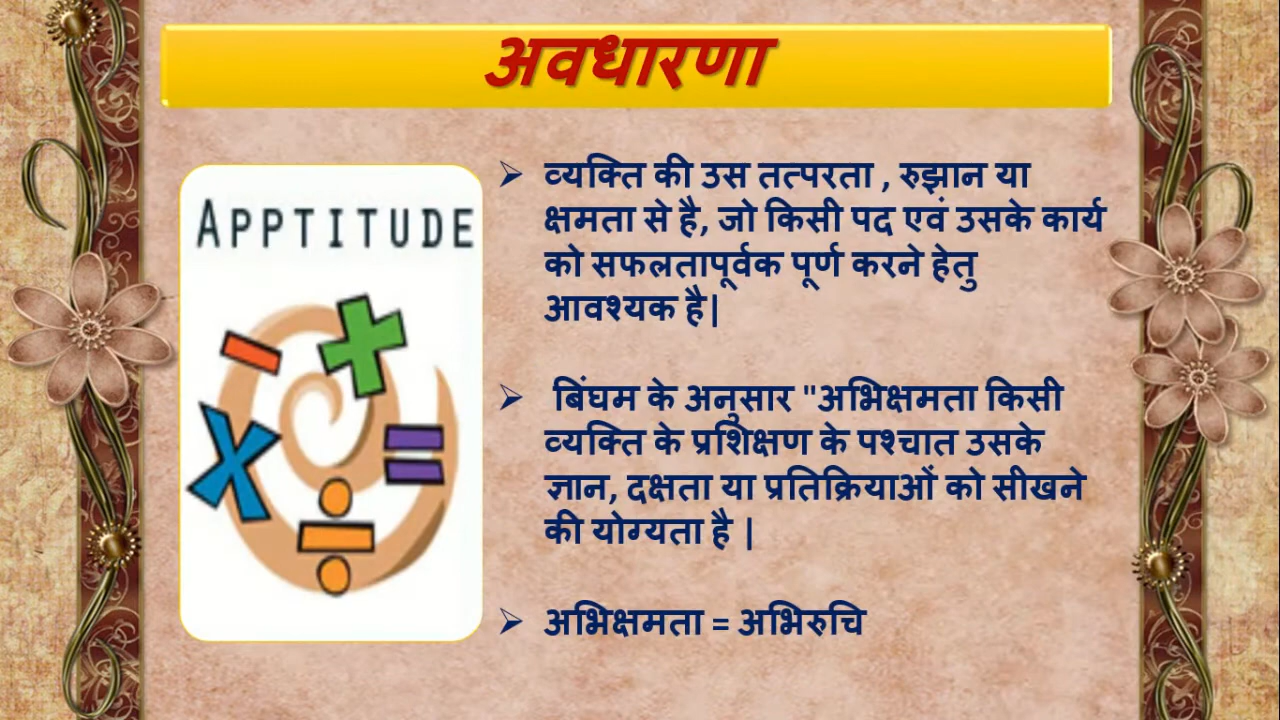 अवधारणा
APPTITUDE
➢ व्यक्ति की उस तत्परता , रुझान या
क्षमता से है, जो किसी पद एवं उसके कार्य
को सफलतापूर्वक पूर्ण करने हेतु
आवश्यक है|
➢ बिंघम के अनुसार "अभिक्षमता किसी
व्यक्ति के प्रशिक्षण के पश्चात उसके
ज्ञान, दक्षता या प्रतिक्रियाओं को सीखने
की योग्यता है |
➢ अभिक्षमता = अभिरुचि